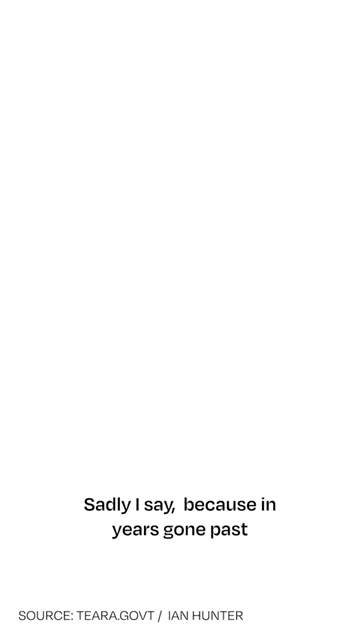 Sadly I say,  because in
years gone past
SOURCE: TEARA.GOVT /  IAN HUNTER